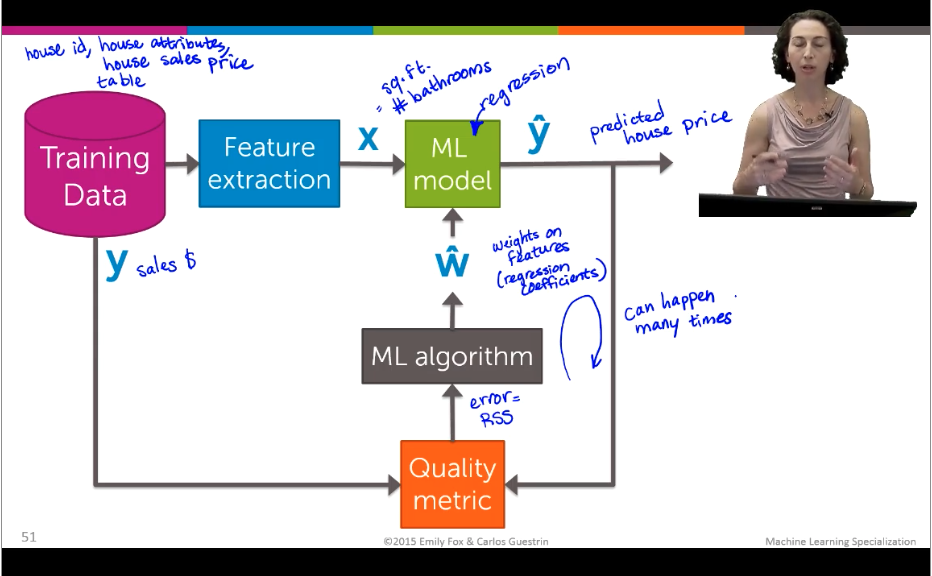 house id, house attributes,
house sales price
table
Training
Data
Feature
extraction
x
= sq.ft.
# bathrooms
regression
ML
model
ŷ
predicted
house price
y sales $
ŵ
weights on
features
(regression
coefficients)
can happen
many times
ML algorithm
error=
RSS
Quality
metric
51
©2015 Emily Fox & Carlos Guestrin
Machine Learning Specialization